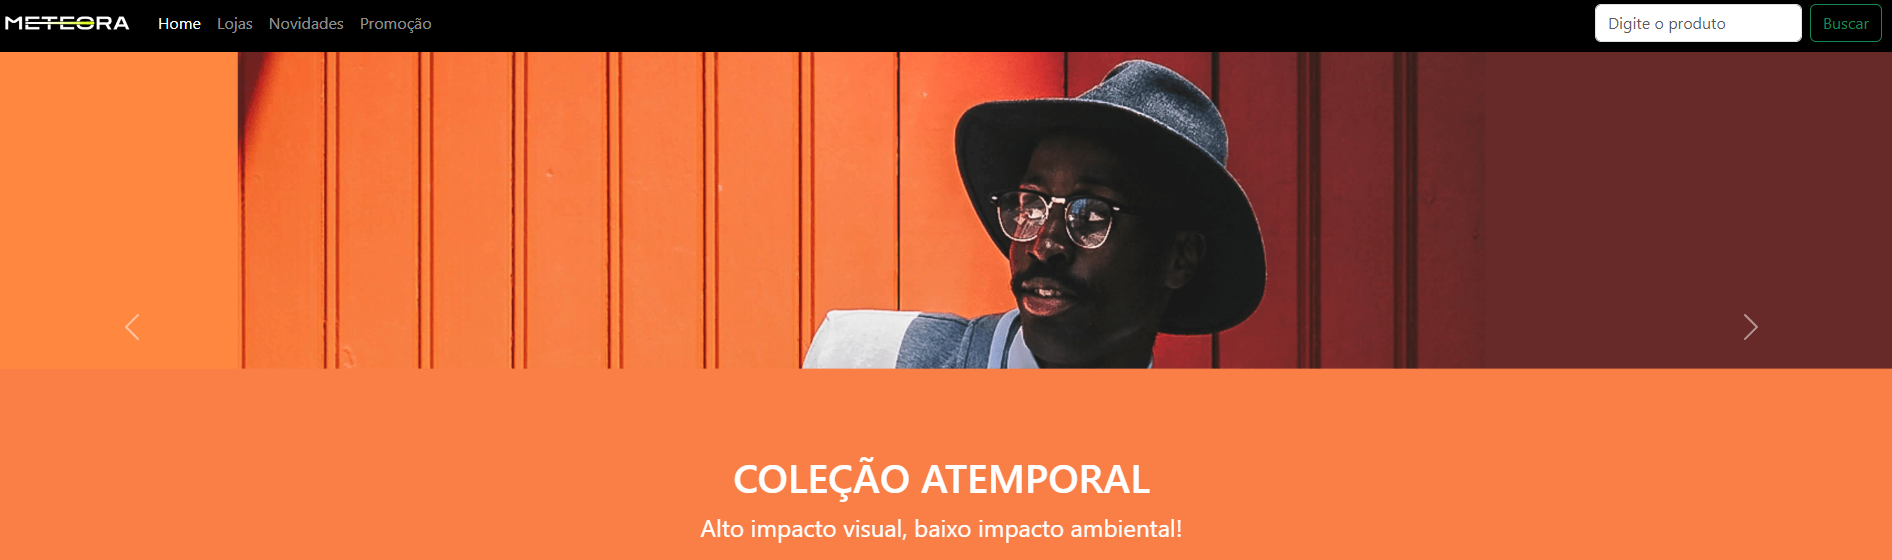 METEORA Home Lojas Novidades Promoção Digite o produto Buscar
COLEÇÃO ATEMPORAL
Alto impacto visual, baixo impacto ambiental!